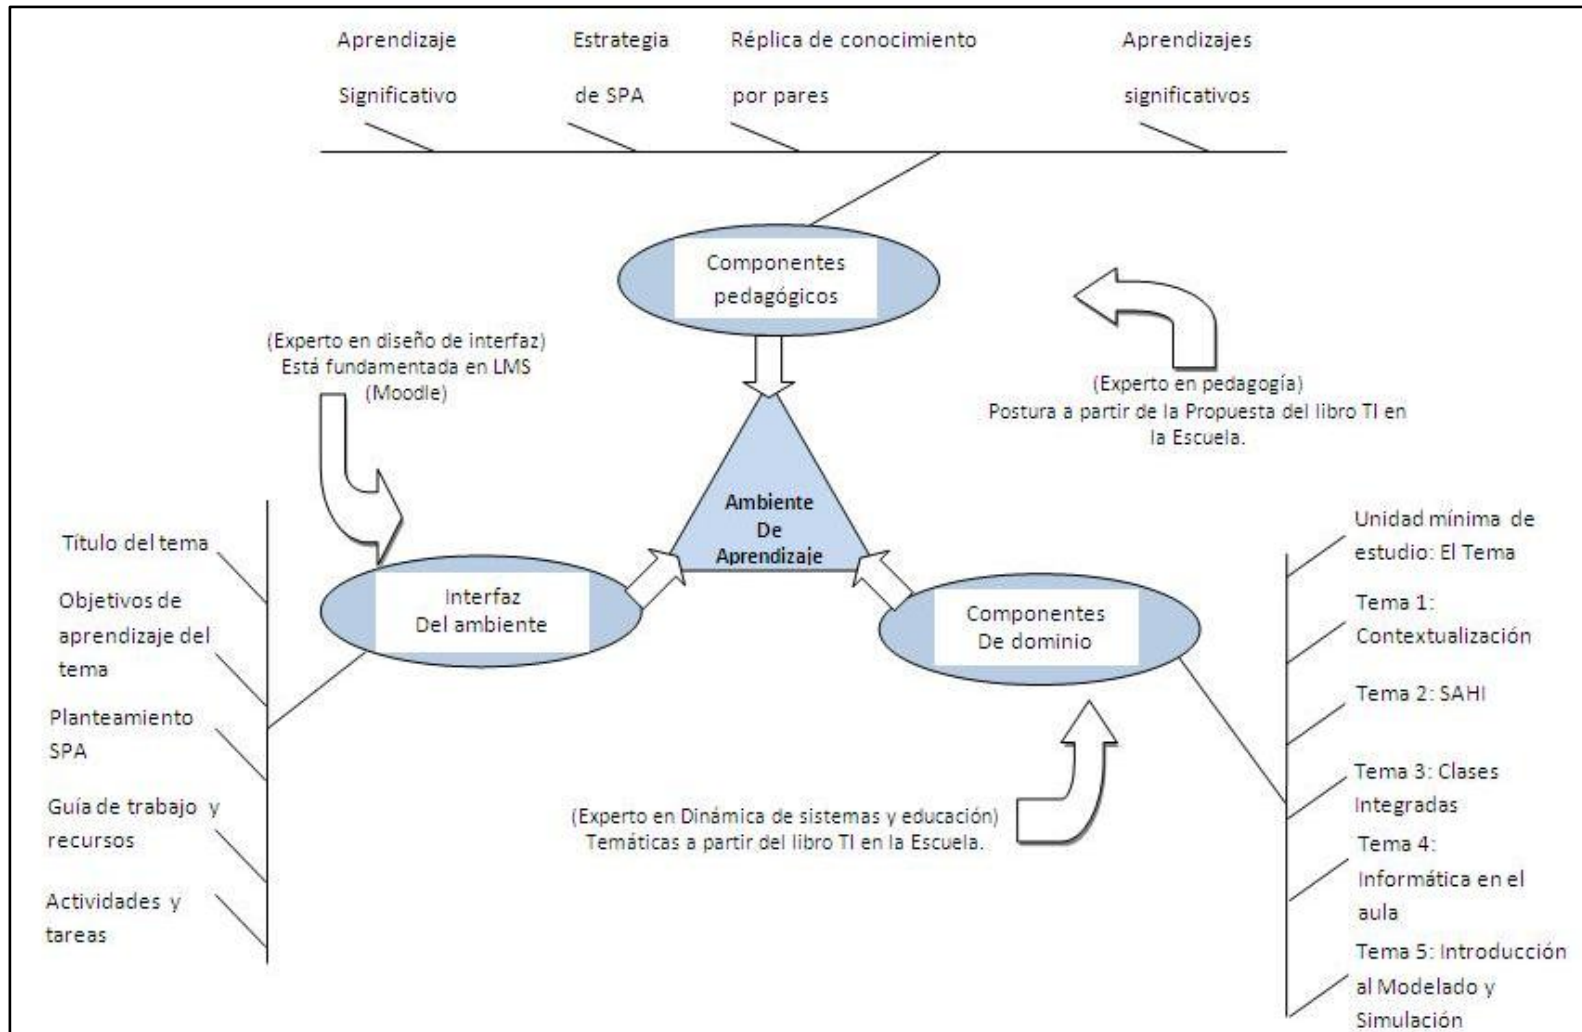 Aprendizaje
Significativo
Estrategia
de SPA
Réplica de conocimiento
por pares
Aprendizajes
significativos
Componentes
pedagógicos
(Experto en diseño de interfaz)
Está fundamentada en LMS
(Moodle)
(Experto en pedagogía)
Postura a partir de la Propuesta del libro TI en
la Escuela.
Ambiente
De
Aprendizaje
Título del tema
Objetivos de
aprendizaje del
tema
Planteamiento
SPA
Guía de trabajo y
recursos
Actividades y
tareas
Interfaz
Del ambiente
Componentes
De dominio
(Experto en Dinámica de sistemas y educación)
Temáticas a partir del libro TI en la Escuela.
Unidad mínima de
estudio: El Tema
Tema 1:
Contextualización
Tema 2: SAHI
Tema 3: Clases
Integradas
Tema 4:
Informática en el
aula
Tema 5: Introducción
al Modelado y
Simulación